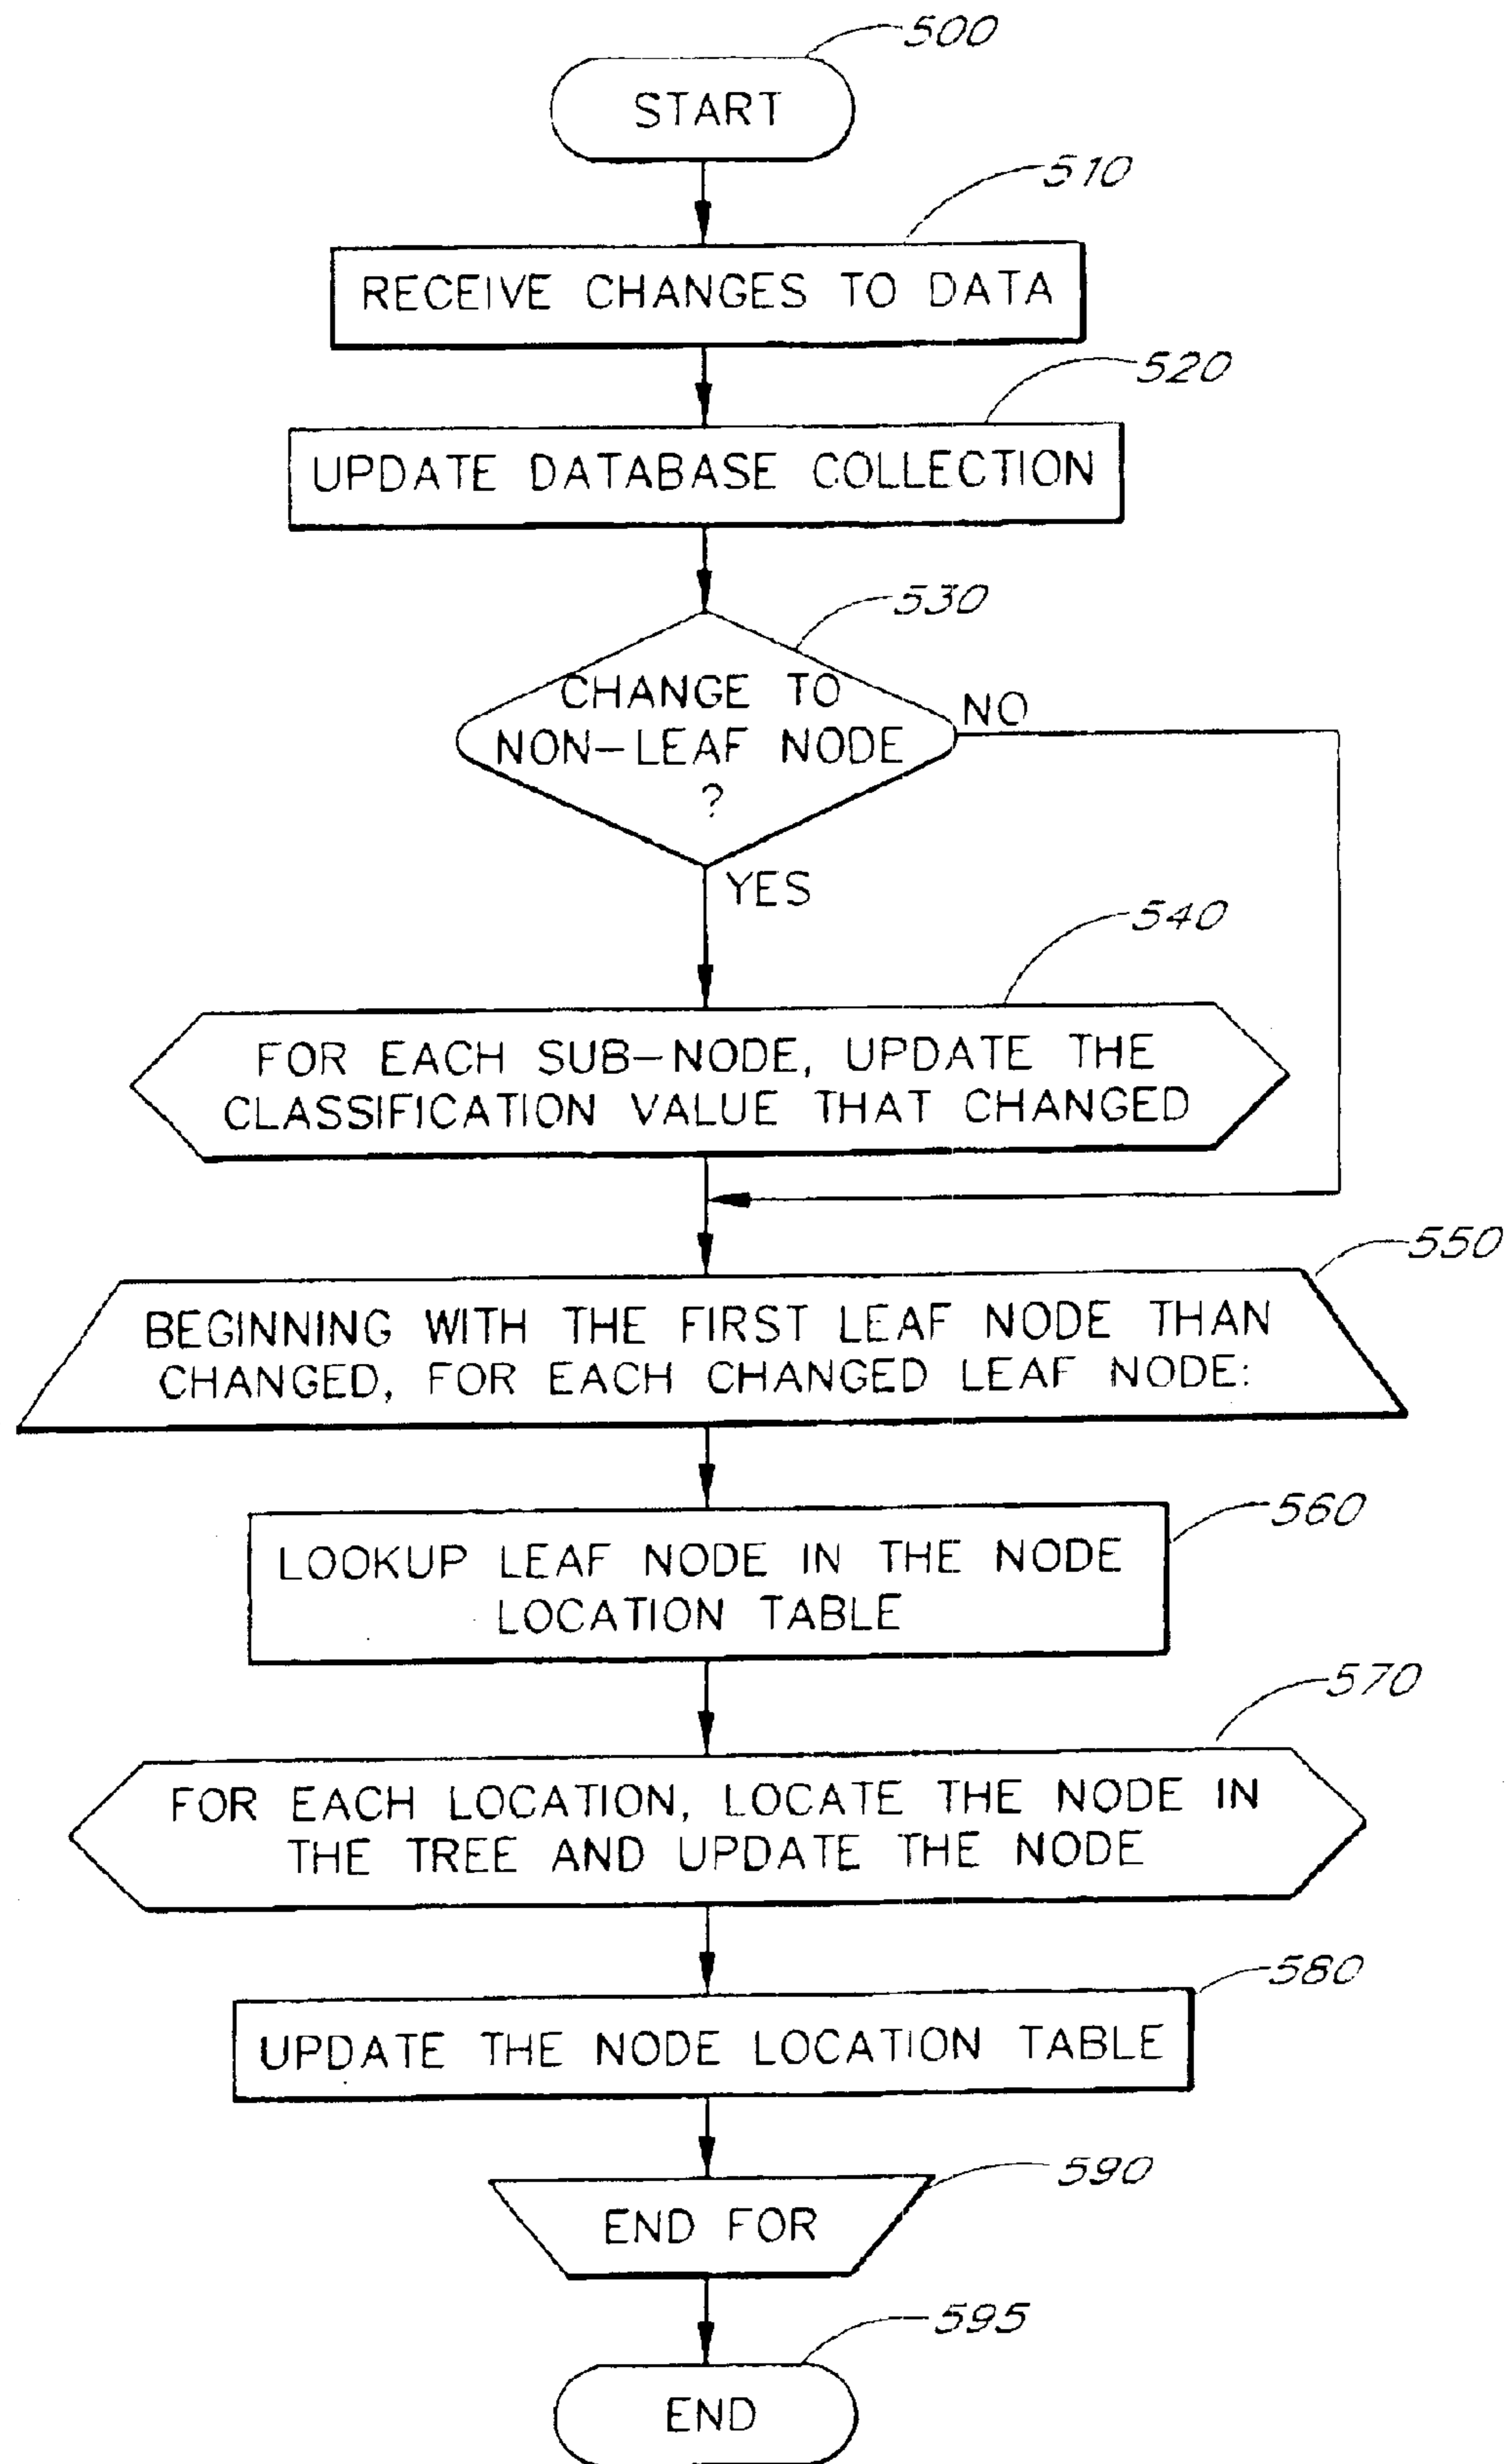 500
START
510
RECEIVE CHANGES TO DATA
520
UPDATE DATABASE COLLECTION
530
CHANGE TO
NON-LEAF NODE
?
NO
YES
540
FOR EACH SUB-NODE, UPDATE THE
CLASSIFICATION VALUE THAT CHANGED
550
BEGINNING WITH THE FIRST LEAF NODE THAN
CHANGED, FOR EACH CHANGED LEAF NODE:
560
LOOKUP LEAF NODE IN THE NODE
LOCATION TABLE
570
FOR EACH LOCATION, LOCATE THE NODE IN
THE TREE AND UPDATE THE NODE
580
UPDATE THE NODE LOCATION TABLE
590
END FOR
595
END